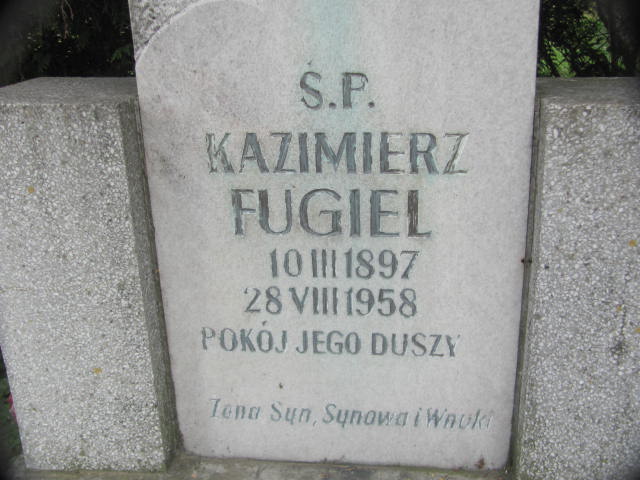 Ś.P.
KAZIMIERZ
FUGIEL
10 III 1897
28 VIII 1958
POKÓJ JEGO DUSZY
Żona Syn, Synowa i Wnuki